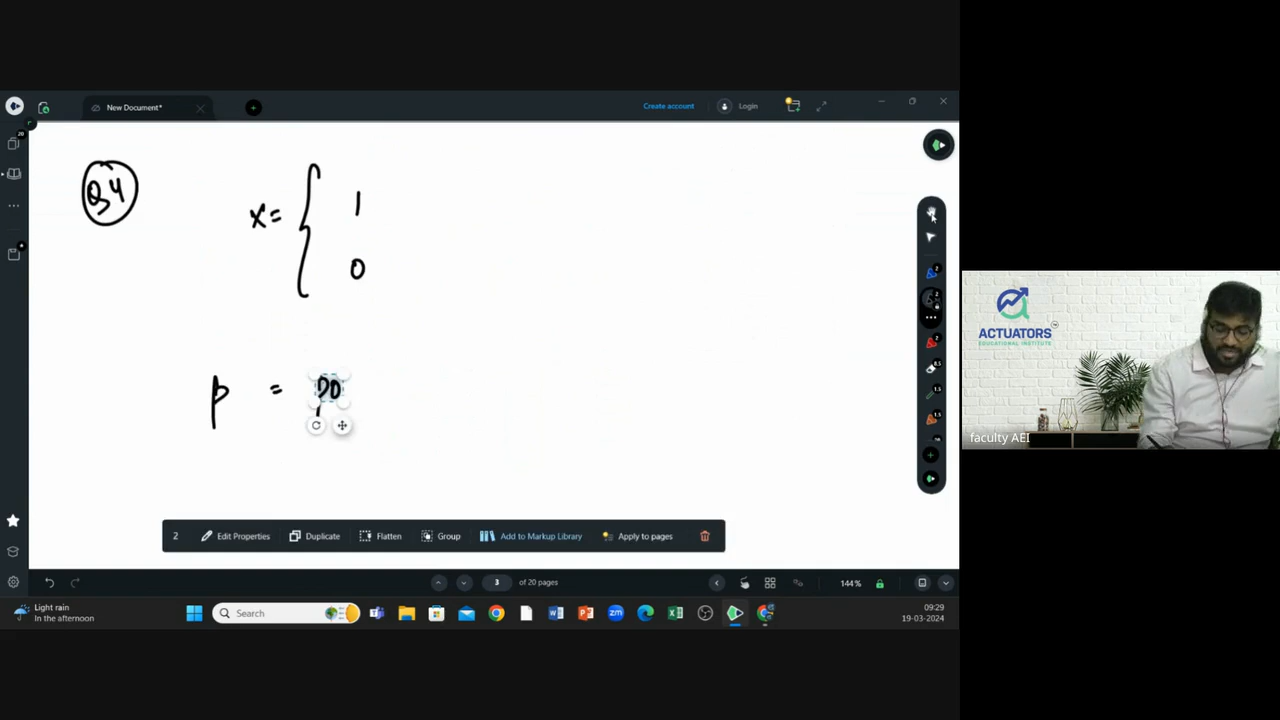 New Document*
Create account
Login
Q4
x = { 1
0
p = po
2
Edit Properties
Duplicate
Flatten
Group
Add to Markup Library
Apply to pages
3
of 20 pages
144%
Light rain
In the afternoon
Search
09:29
19-03-2024
ACTUATORS
EDUCATIONAL INSTITUTE
faculty AEI